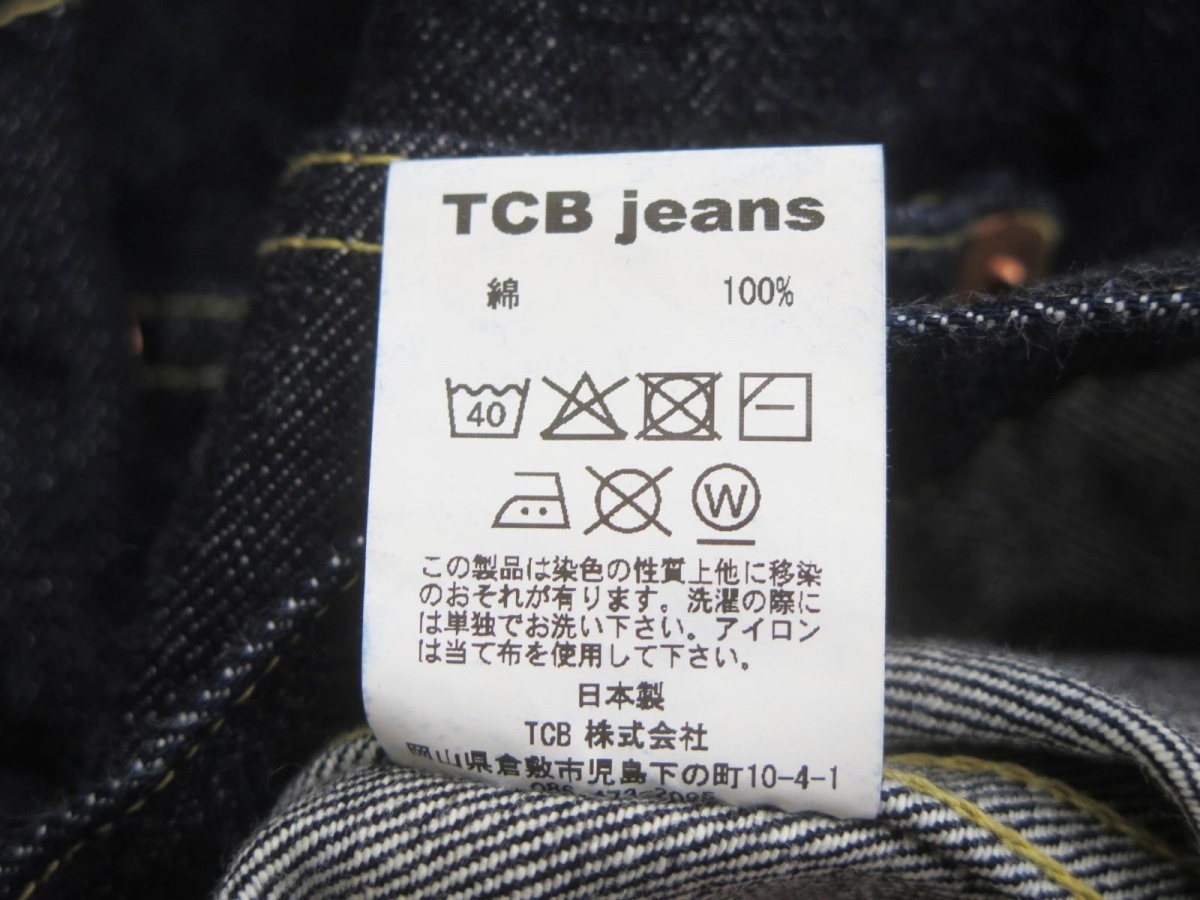 TCB jeans
綿 100%
40
W
この製品は染色の性質上他に移染
のおそれが有ります。洗濯の際に
は単独でお洗い下さい。アイロン
は当て布を使用して下さい。
日本製
TCB 株式会社
岡山県倉敷市児島下の町10-4-1